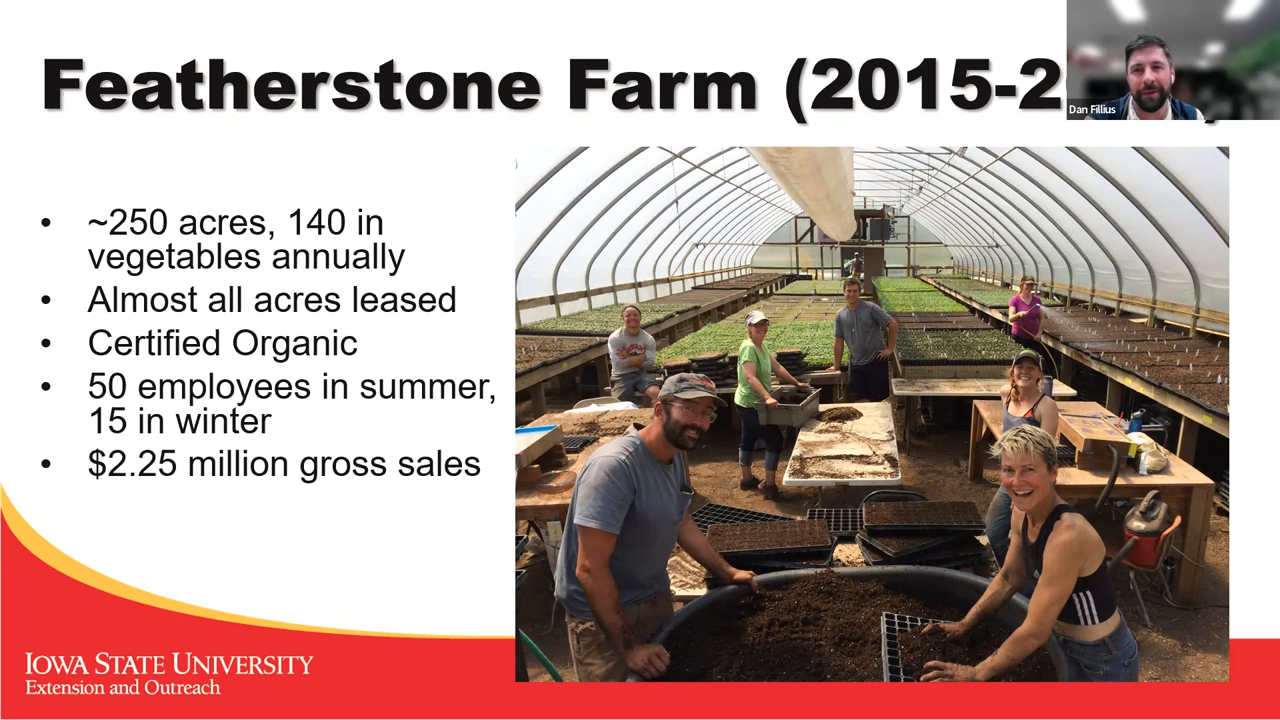 Featherstone Farm (2015-2
Dan Fillius
• ~250 acres, 140 in
vegetables annually
• Almost all acres leased
• Certified Organic
• 50 employees in summer,
15 in winter
• $2.25 million gross sales
IOWA STATE UNIVERSITY
Extension and Outreach